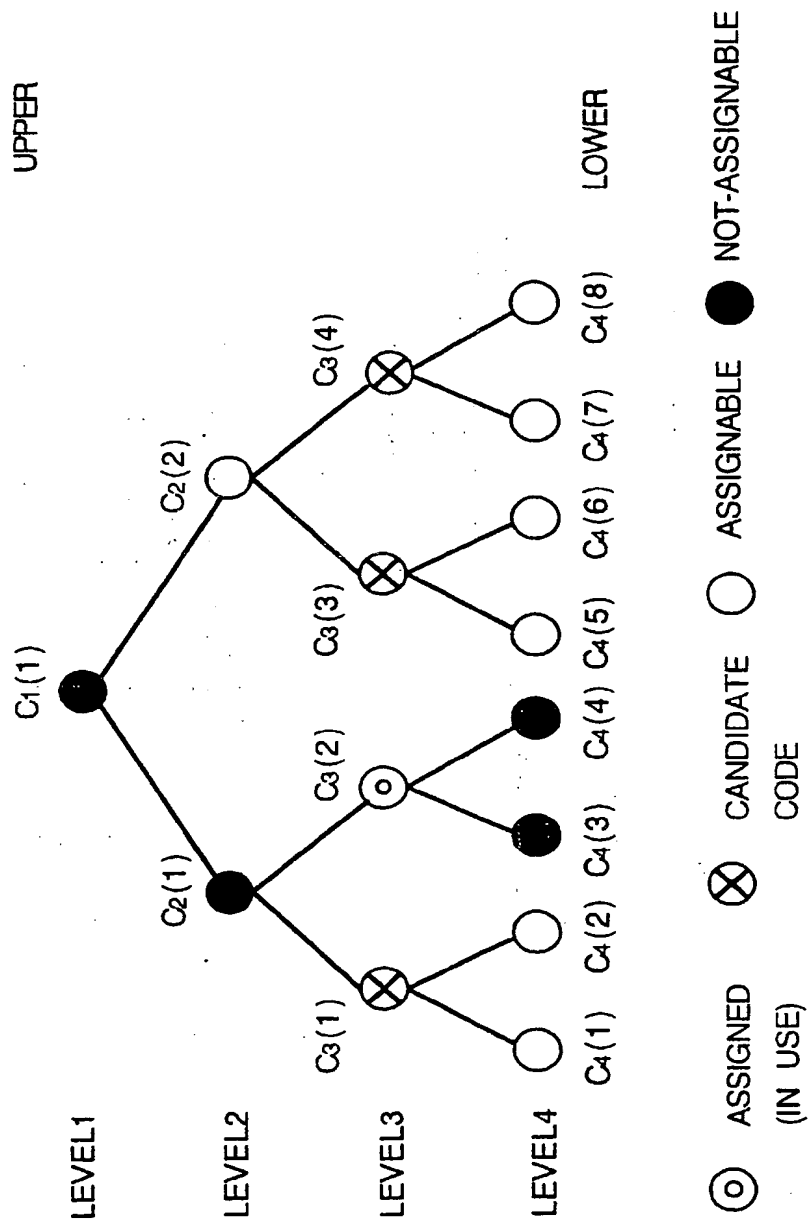 UPPER
LEVEL1
C1(1)
LEVEL2
C2(1)
C2(2)
LEVEL3
C3(1)
C3(2)
C3(3)
C3(4)
LEVEL4
C4(1)
C4(2)
C4(3)
C4(4)
C4(5)
C4(6)
C4(7)
C4(8)
LOWER
ASSIGNED
(IN USE)
CANDIDATE
CODE
ASSIGNABLE
NOT-ASSIGNABLE